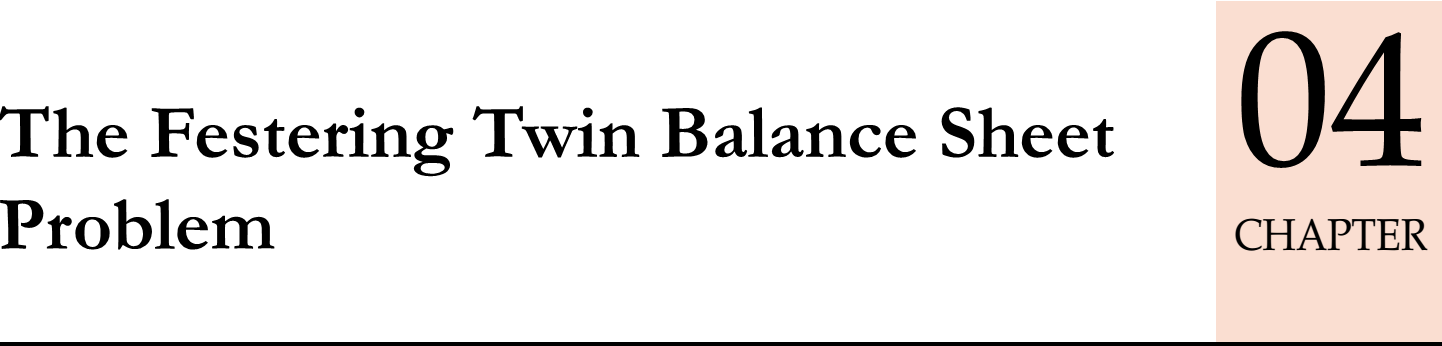 The Festering Twin Balance Sheet
Problem
04
CHAPTER